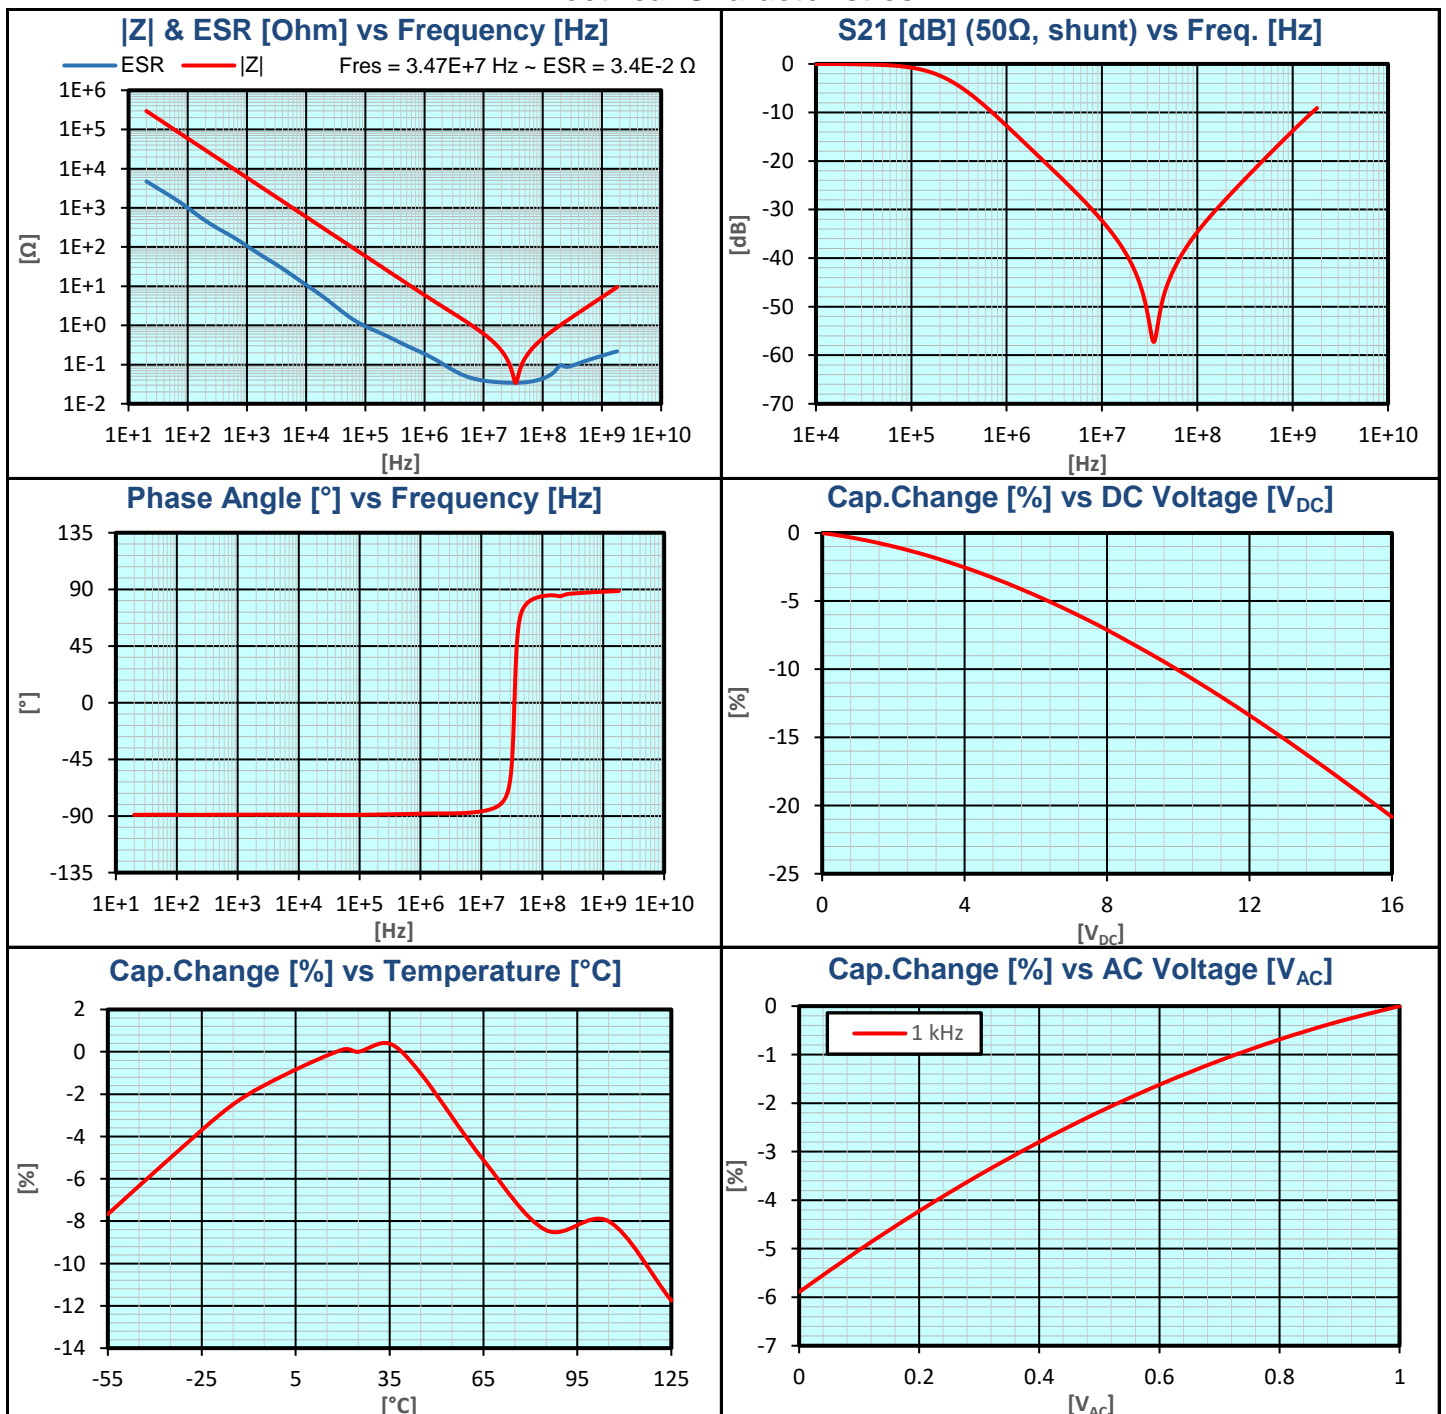 |Z| & ESR [Ohm] vs Frequency [Hz]
ESR |Z| Fres = 3.47E+7 Hz ~ ESR = 3.4E-2 Ω
1E+6
1E+5
1E+4
1E+3
1E+2
1E+1
1E+0
1E-1
1E-2
[Ω]
1E+1 1E+2 1E+3 1E+4 1E+5 1E+6 1E+7 1E+8 1E+9 1E+10
[Hz]
S21 [dB] (50Ω, shunt) vs Freq. [Hz]
0
-10
-20
-30
-40
-50
-60
-70
[dB]
1E+4 1E+5 1E+6 1E+7 1E+8 1E+9 1E+10
[Hz]
Phase Angle [°] vs Frequency [Hz]
135
90
45
0
-45
-90
-135
[°]
1E+1 1E+2 1E+3 1E+4 1E+5 1E+6 1E+7 1E+8 1E+9 1E+10
[Hz]
Cap.Change [%] vs DC Voltage [VDC]
0
-5
-10
-15
-20
-25
[%]
0 4 8 12 16
[VDC]
Cap.Change [%] vs Temperature [°C]
2
0
-2
-4
-6
-8
-10
-12
-14
[%]
-55 -25 5 35 65 95 125
[°C]
Cap.Change [%] vs AC Voltage [VAC]
1 kHz
0
-1
-2
-3
-4
-5
-6
-7
[%]
0 0.2 0.4 0.6 0.8 1
[VAC]